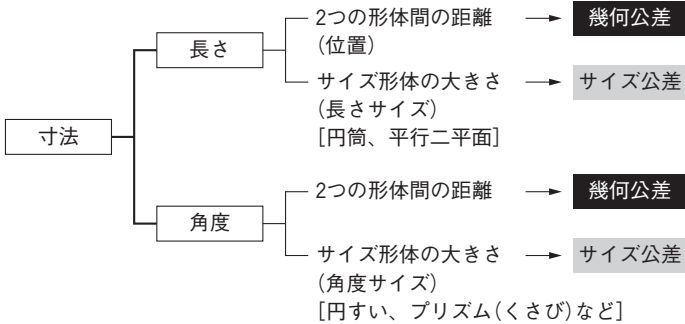 2つの形体間の距離 幾何公差
(位置)
長さ
サイズ形体の大きさ サイズ公差
(長さサイズ)
[円筒、平行二平面]
寸法
2つの形体間の距離 幾何公差
角度
サイズ形体の大きさ サイズ公差
(角度サイズ)
[円すい、プリズム(くさび)など]